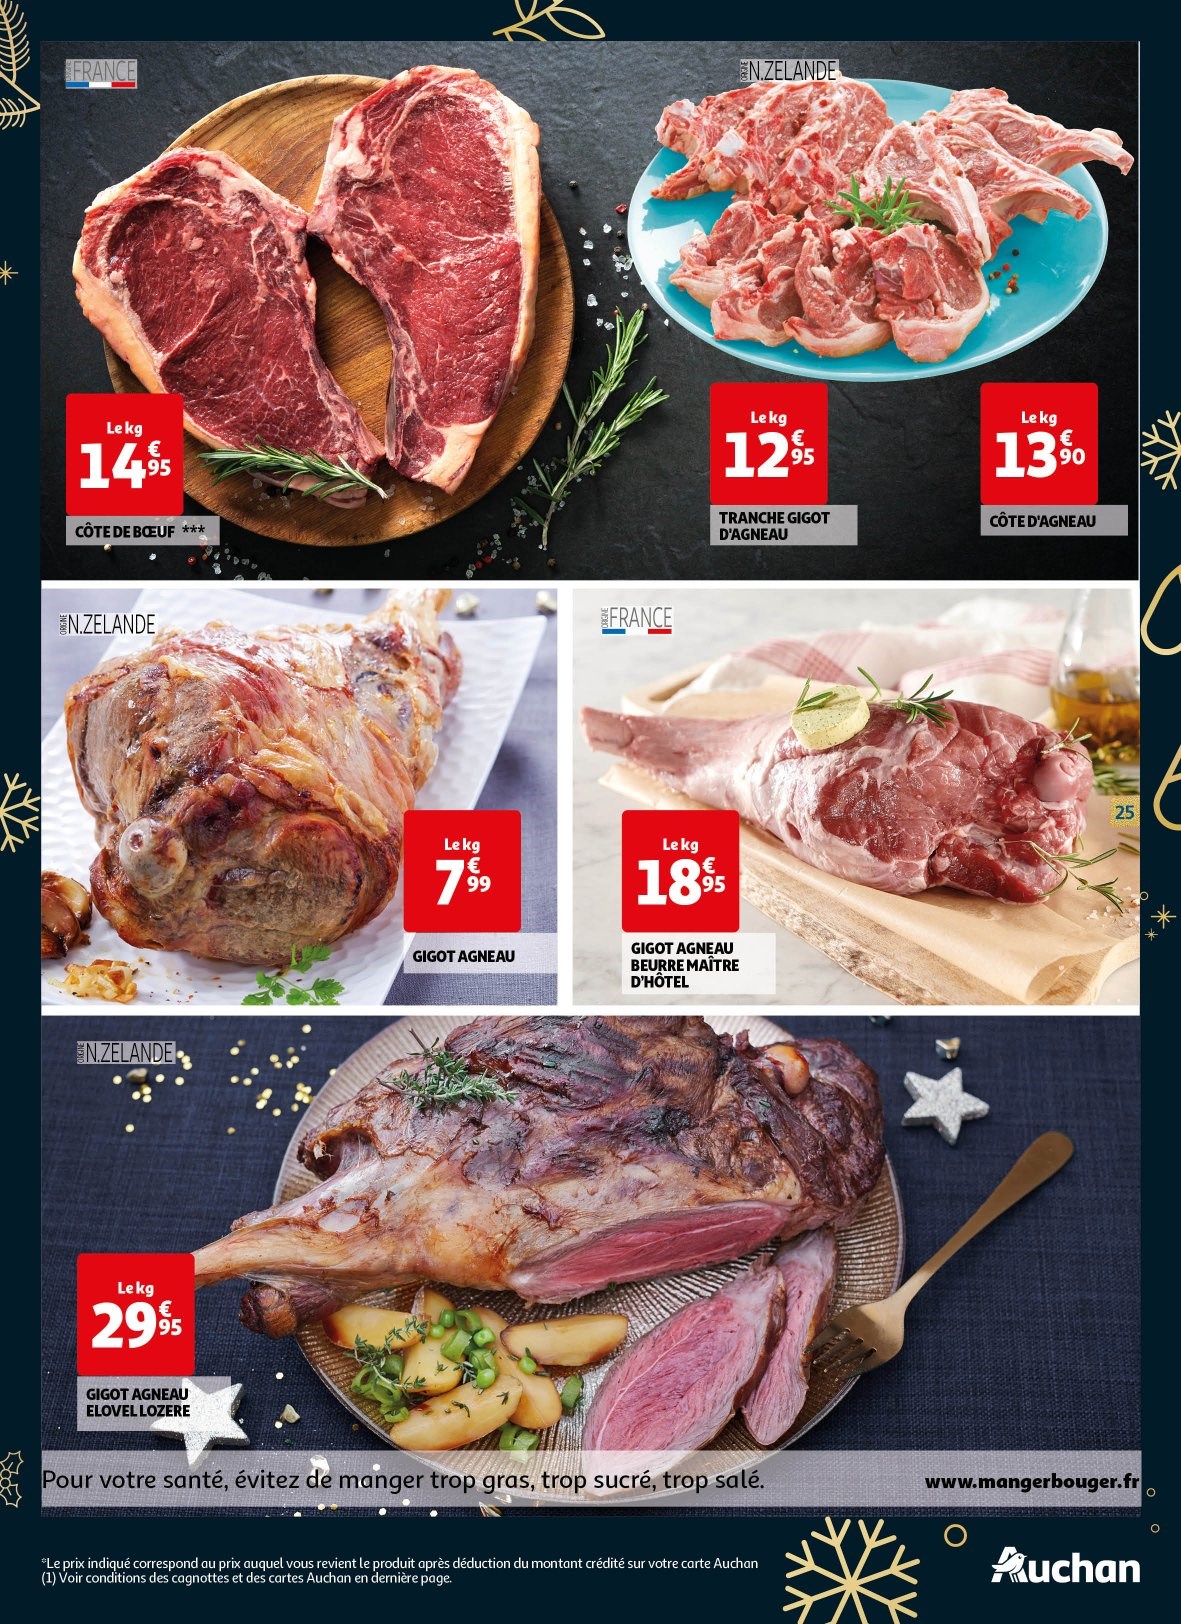 ORIGINE FRANCE
ORIGINE N.ZELANDE
Le kg
14€95
CÔTE DE BŒUF ***
Le kg
12€95
TRANCHE GIGOT
D'AGNEAU
Le kg
13€90
CÔTE D'AGNEAU
ORIGINE N.ZELANDE
Le kg
7€99
GIGOT AGNEAU
ORIGINE FRANCE
Le kg
18€95
GIGOT AGNEAU
BEURRE MAÎTRE
D'HÔTEL
25
ORIGINE N.ZELANDE
Le kg
29€95
GIGOT AGNEAU
ELOVEL LOZERE
Pour votre santé, évitez de manger trop gras, trop sucré, trop salé. www.mangerbouger.fr
*Le prix indiqué correspond au prix auquel vous revient le produit après déduction du montant crédité sur votre carte Auchan
(1) Voir conditions des cagnottes et des cartes Auchan en dernière page.
Auchan